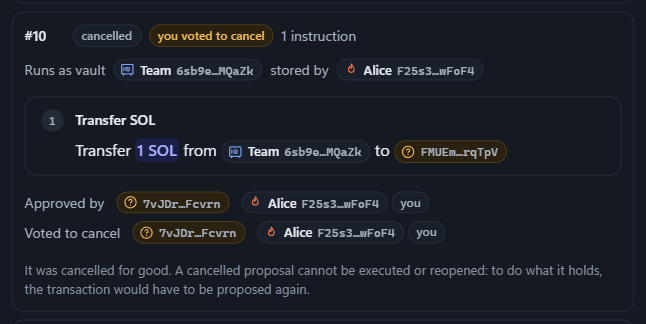 #10 cancelled you voted to cancel 1 instruction
Runs as vault Team 6sb9e…MQaZk stored by Alice F25s3…wFoF4
1 Transfer SOL
Transfer 1 SOL from Team 6sb9e…MQaZk to FMUEm…rqTpV
Approved by 7vJDr…Fcvrn Alice F25s3…wFoF4 you
Voted to cancel 7vJDr…Fcvrn Alice F25s3…wFoF4 you
It was cancelled for good. A cancelled proposal cannot be executed or reopened: to do what it holds,
the transaction would have to be proposed again.